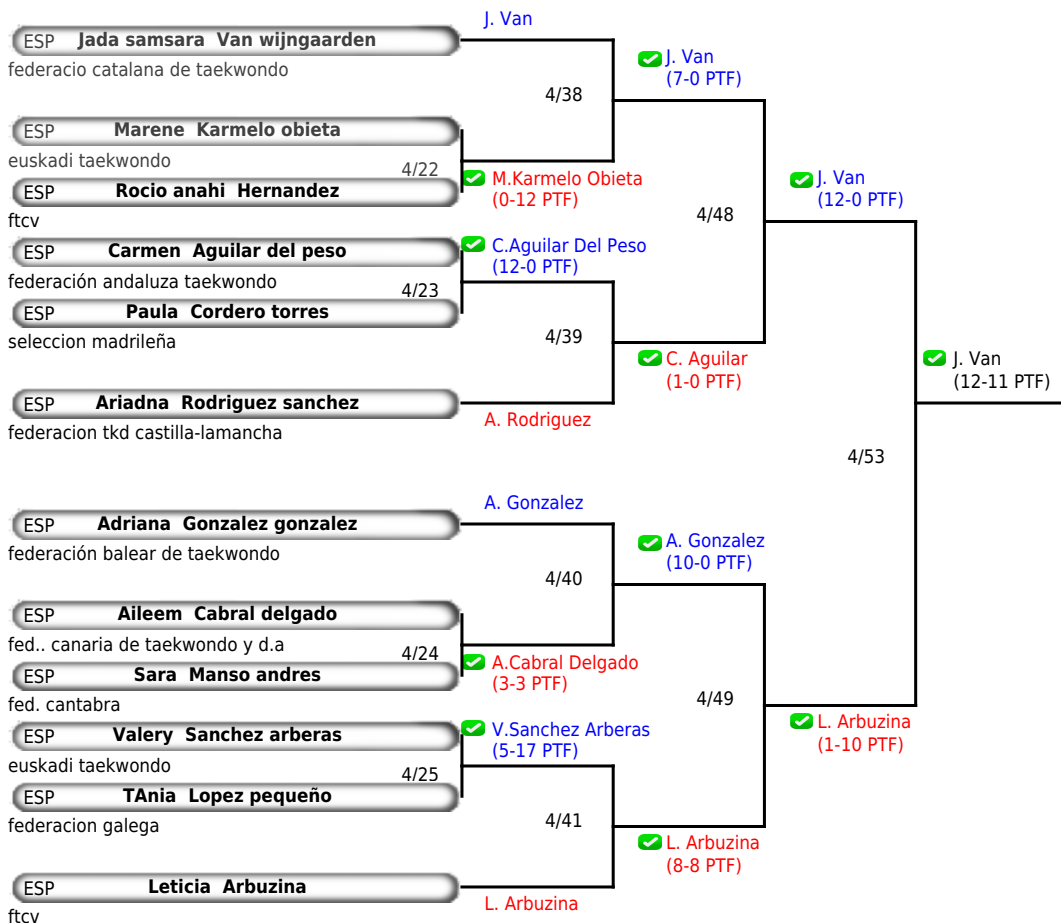 J. Van
ESP Jada samsara Van wijngaarden
federacio catalana de taekwondo
J. Van
(7-0 PTF)
4/38
ESP Marene Karmelo obieta
euskadi taekwondo
4/22
M.Karmelo Obieta
(0-12 PTF)
ESP Rocio anahi Hernandez
ftcv
J. Van
(12-0 PTF)
4/48
ESP Carmen Aguilar del peso
federación andaluza taekwondo
C.Aguilar Del Peso
(12-0 PTF)
4/23
ESP Paula Cordero torres
seleccion madrileña
4/39
C. Aguilar
(1-0 PTF)
J. Van
(12-11 PTF)
ESP Ariadna Rodriguez sanchez
federacion tkd castilla-lamancha
A. Rodriguez
4/53
A. Gonzalez
ESP Adriana Gonzalez gonzalez
federación balear de taekwondo
A. Gonzalez
(10-0 PTF)
4/40
ESP Aileem Cabral delgado
fed.. canaria de taekwondo y d.a
4/24
A.Cabral Delgado
(3-3 PTF)
ESP Sara Manso andres
fed. cantabra
4/49
L. Arbuzina
(1-10 PTF)
ESP Valery Sanchez arberas
euskadi taekwondo
V.Sanchez Arberas
(5-17 PTF)
4/25
ESP TAnia Lopez pequeño
federacion galega
4/41
L. Arbuzina
(8-8 PTF)
ESP Leticia Arbuzina
ftcv
L. Arbuzina